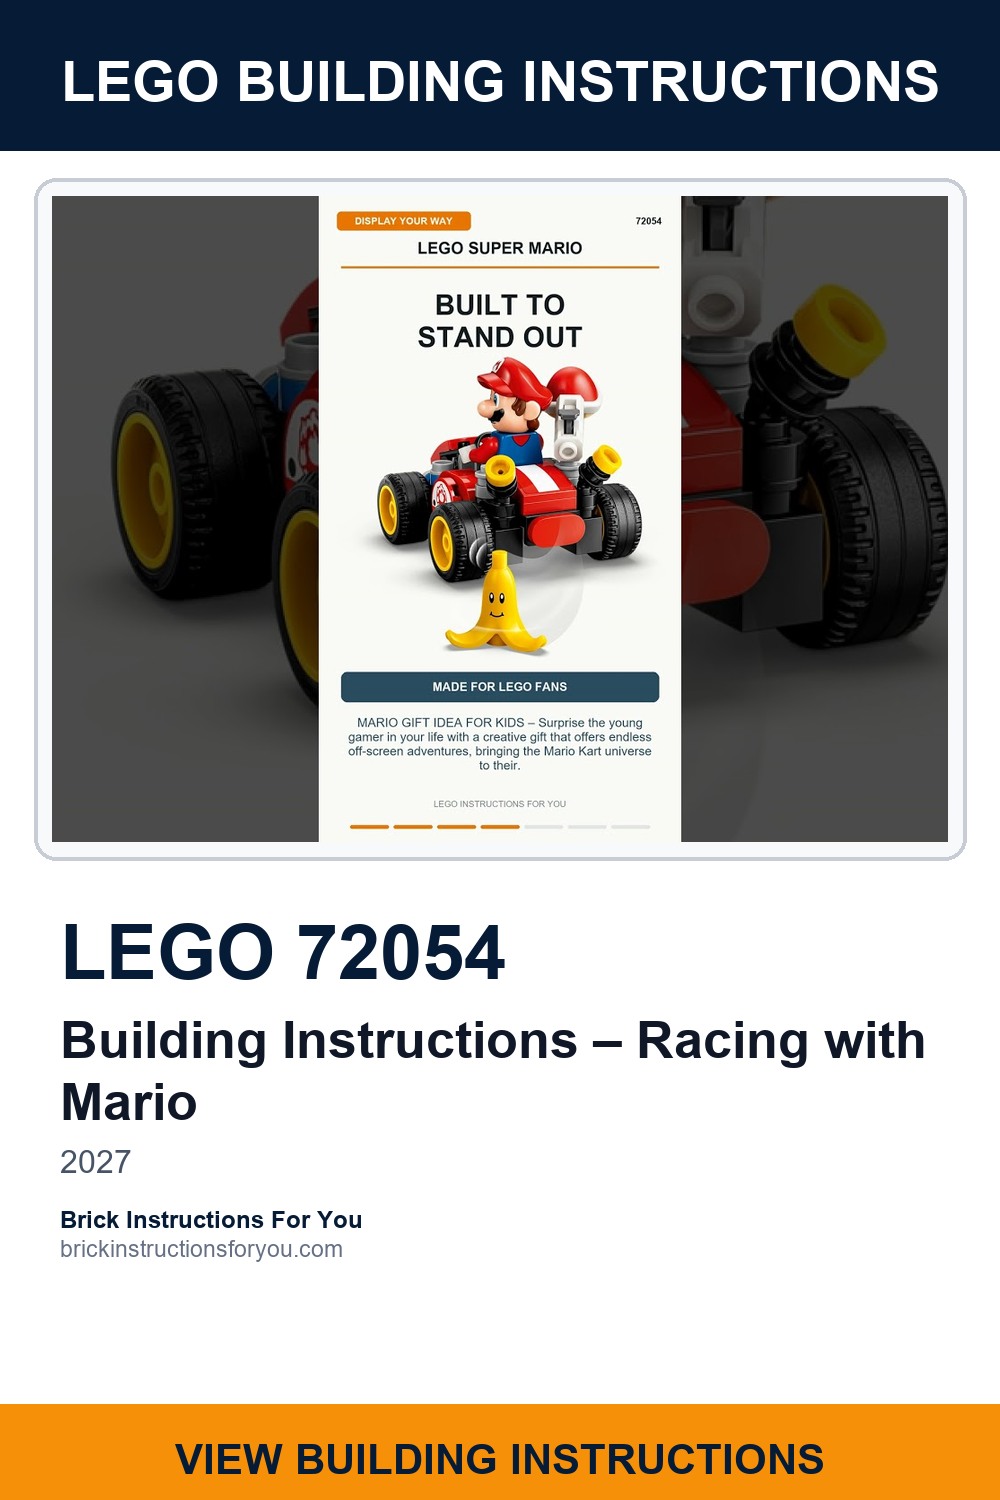 LEGO BUILDING INSTRUCTIONS
DISPLAY YOUR WAY
72054
LEGO SUPER MARIO
BUILT TO
STAND OUT
MADE FOR LEGO FANS
MARIO GIFT IDEA FOR KIDS – Surprise the young
gamer in your life with a creative gift that offers endless
off-screen adventures, bringing the Mario Kart universe
to their.
LEGO INSTRUCTIONS FOR YOU
LEGO 72054
Building Instructions – Racing with
Mario
2027
Brick Instructions For You
brickinstructionsforyou.com
VIEW BUILDING INSTRUCTIONS